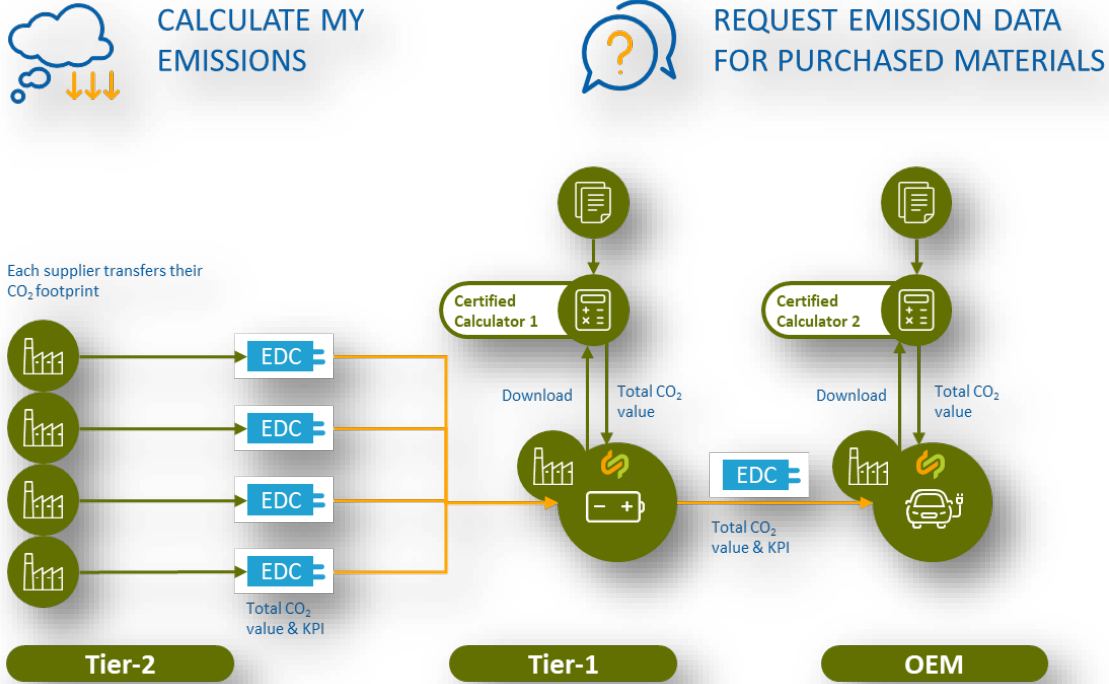 CALCULATE MY
EMISSIONS
REQUEST EMISSION DATA
FOR PURCHASED MATERIALS
Each supplier transfers their
CO₂ footprint
Certified
Calculator 1
Certified
Calculator 2
EDC
EDC
EDC
EDC
Total CO₂
value & KPI
Download
Total CO₂
value
EDC
Total CO₂
value & KPI
Download
Total CO₂
value
Tier-2
Tier-1
OEM